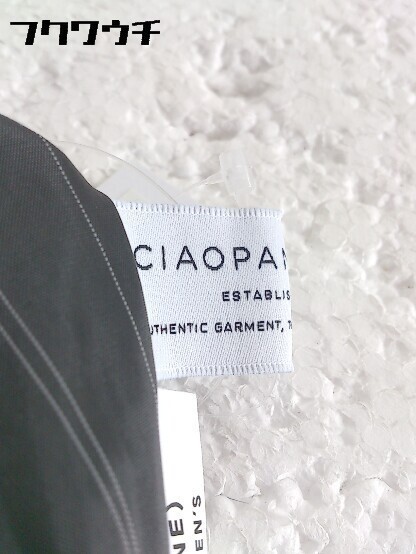 フクワウチ
CIAOPAN
ESTABLIS
UTHENTIC GARMENT, T
NE)
EN'S